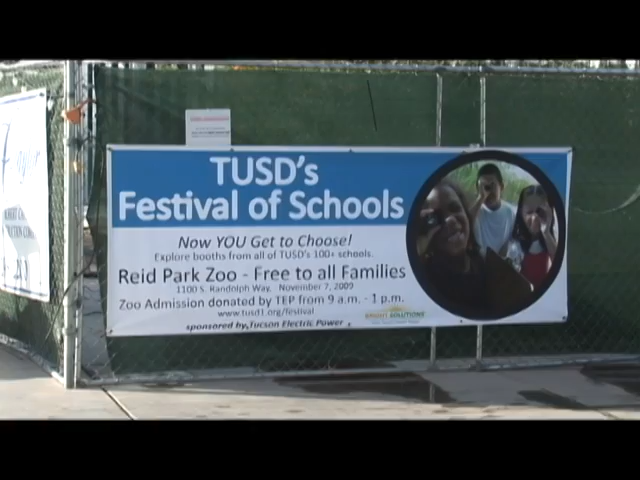 TUSD's
Festival of Schools
Now YOU Get to Choose!
Explore booths from all of TUSD's 100+ schools.
Reid Park Zoo - Free to all Families
1100 S. Randolph Way, November 7, 2009
Zoo Admission donated by TEP from 9 a.m. - 1 p.m.
www.tusd1.org/festival
sponsored by Tucson Electric Power
BRIGHT SOLUTIONS